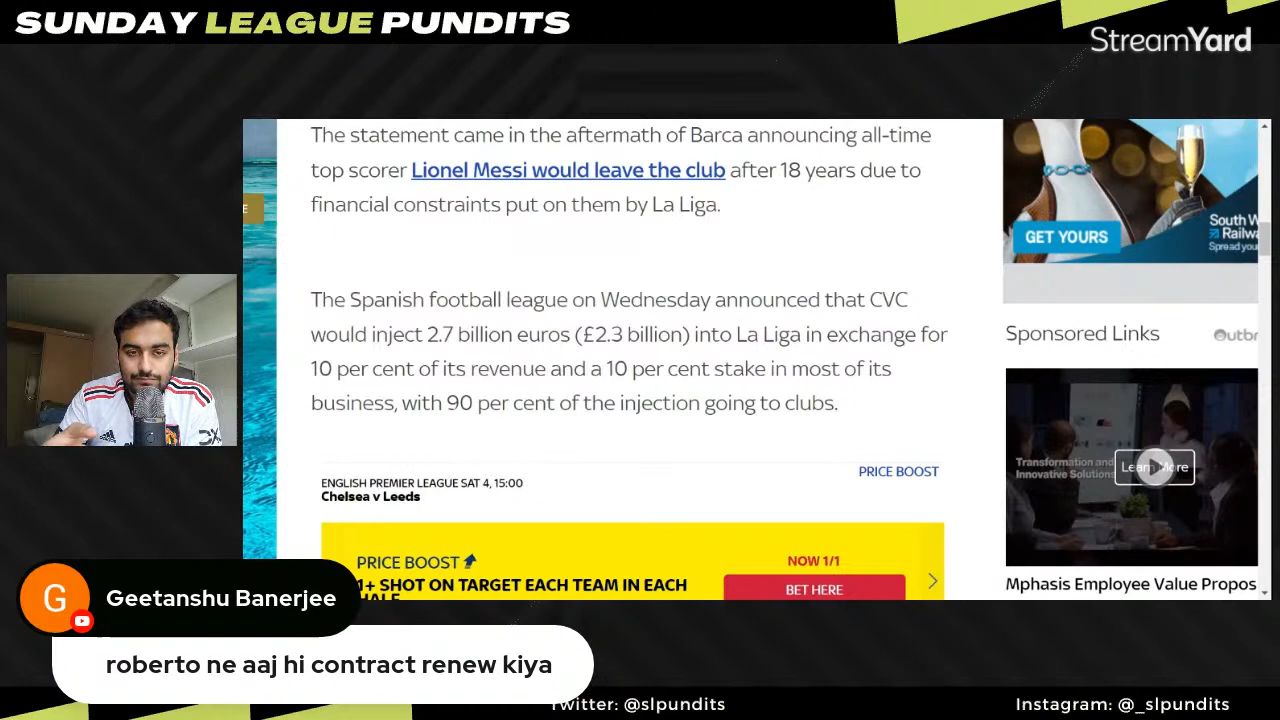 SUNDAY LEAGUE PUNDITS
StreamYard
The statement came in the aftermath of Barca announcing all-time
top scorer Lionel Messi would leave the club after 18 years due to
financial constraints put on them by La Liga.
The Spanish football league on Wednesday announced that CVC
would inject 2.7 billion euros (£2.3 billion) into La Liga in exchange for
10 per cent of its revenue and a 10 per cent stake in most of its
business, with 90 per cent of the injection going to clubs.
PRICE BOOST
ENGLISH PREMIER LEAGUE SAT 4, 15:00
Chelsea v Leeds
PRICE BOOST
1+ SHOT ON TARGET EACH TEAM IN EACH
HALF
NOW 1/1
BET HERE
E
GET YOURS
South W
Railwa
Spread you
Sponsored Links
Outbr
Transformation and
Innovative Solutions
Learn More
Mphasis Employee Value Propos
G
Geetanshu Banerjee
roberto ne aaj hi contract renew kiya
Twitter: @slpundits
Instagram: @_slpundits